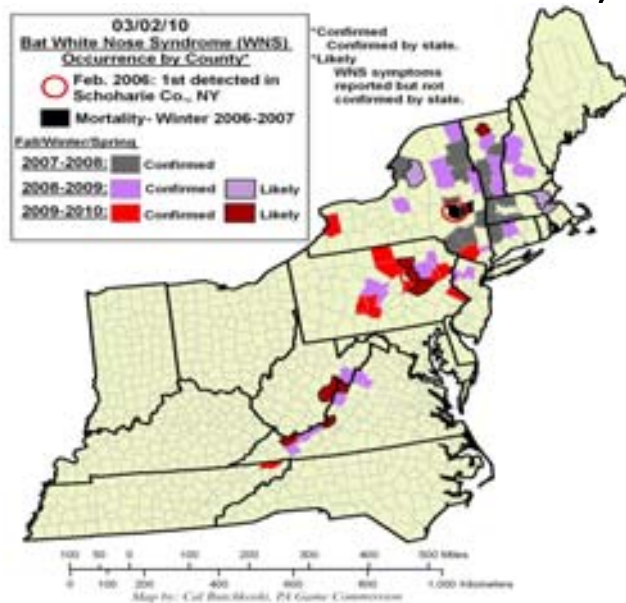 03/02/10
Bat White Nose Syndrome (WNS)
Occurrence by County*
Feb. 2006: 1st detected in
Schoharie Co., NY
Mortality- Winter 2006-2007
Fall/Winter/Spring
2007-2008: Confirmed
2008-2009: Confirmed Likely
2009-2010: Confirmed Likely
*Confirmed
Confirmed by state.
*Likely
WNS symptoms
reported but not
confirmed by state.
100 50 0 100 200 300 400 500 Miles
100 0 200 400 600 800 1,000 Kilometers
Map by: Cal Butchkoski, PA Game Commission